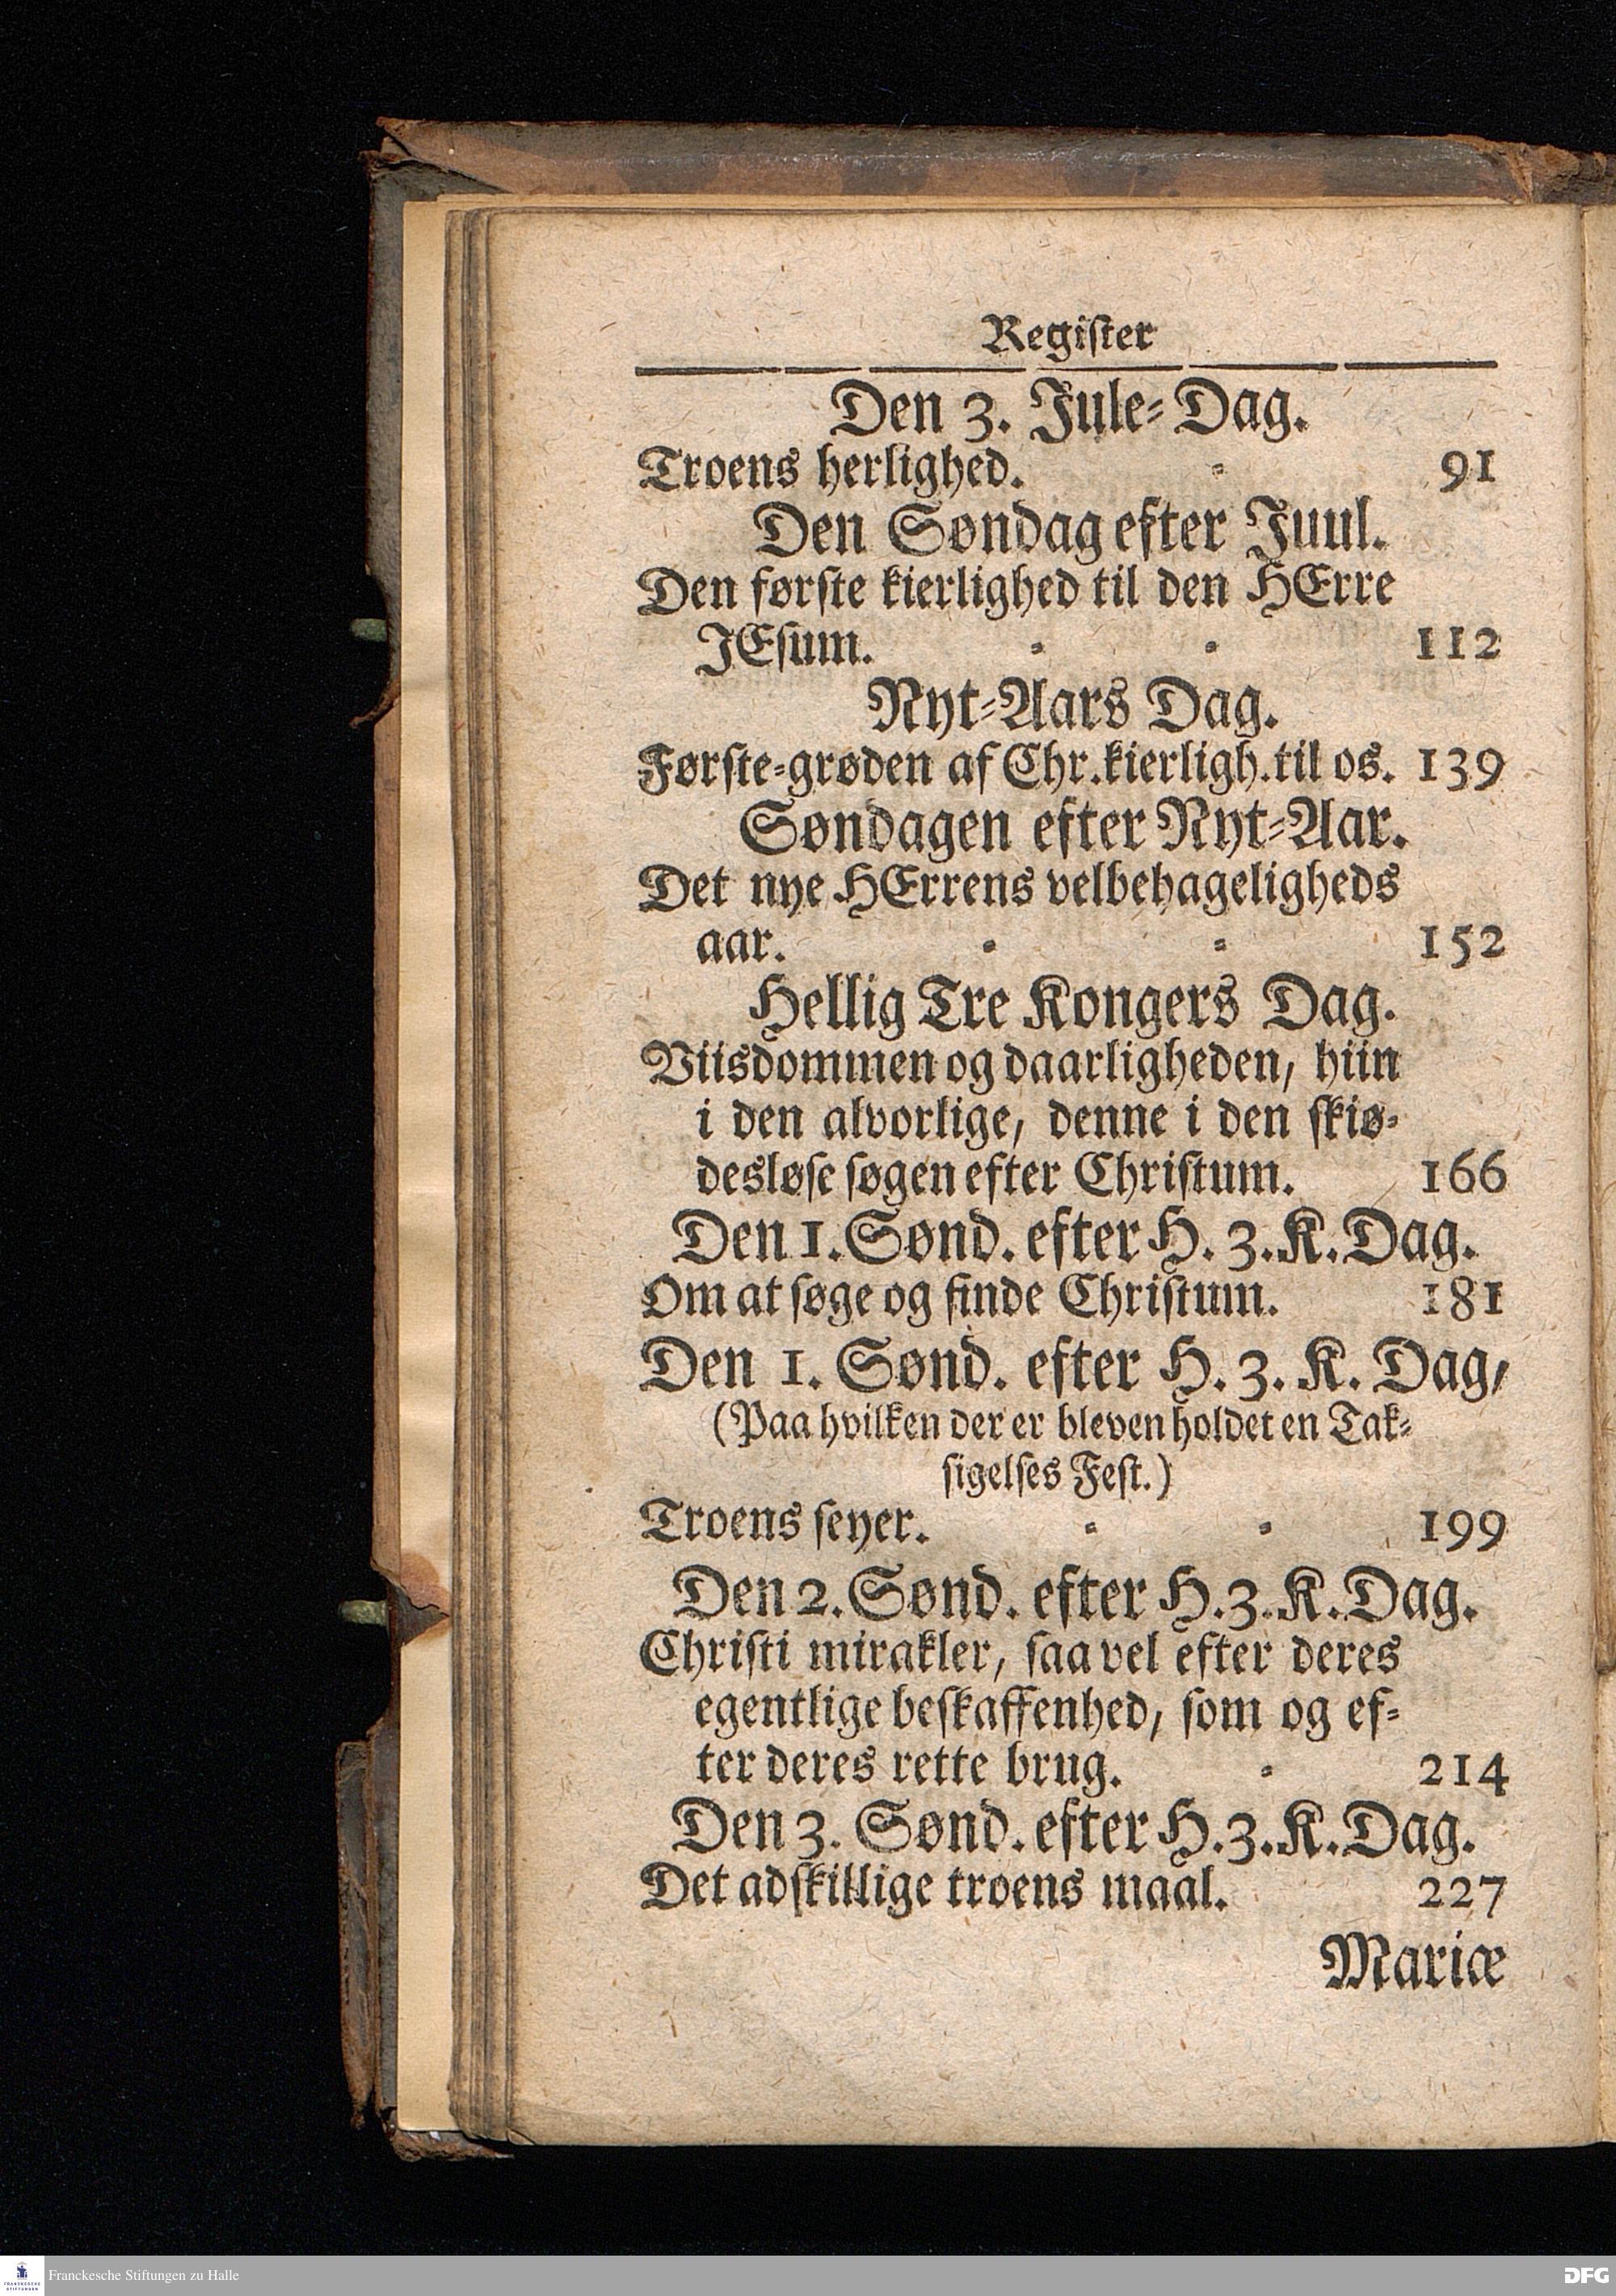 Register
Den 3. Jule-Dag.
Troens herlighed. - 91
Den Søndag efter Juul.
Den første kierlighed til den HErre
JEsum. - - 112
Nyt-Aars Dag.
Første-grøden af Chr. kierligh. til os. 139
Søndagen efter Nyt-Aar.
Det nye HErrens velbehageligheds
aar. - - 152
Hellig Tre Kongers Dag.
Viisdommen og daarligheden, hiin
i den alvorlige, denne i den skiø-
desløse søgen efter Christum. 166
Den 1. Sønd. efter H. 3. K. Dag.
Om at søge og finde Christum. 181
Den 1. Sønd. efter H. 3. K. Dag,
(Paa hvilken der er bleven holdet en Tak-
sigelses Fest.)
Troens seyer. - - 199
Den 2. Sønd. efter H. 3. K. Dag.
Christi mirakler, saa vel efter deres
egentlige beskaffenhed, som og ef-
ter deres rette brug. - 214
Den 3. Sønd. efter H. 3. K. Dag.
Det adskillige troens maal. 227
Mariæ
Franckesche Stiftungen zu Halle
DFG
FRANCKESCHE
STIFTUNGEN